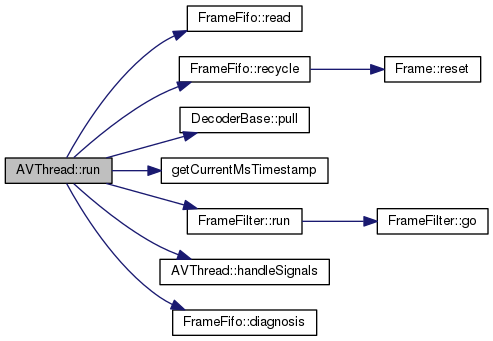 FrameFifo::read
FrameFifo::recycle
Frame::reset
DecoderBase::pull
AVThread::run
getCurrentMsTimestamp
FrameFilter::run
FrameFilter::go
AVThread::handleSignals
FrameFifo::diagnosis